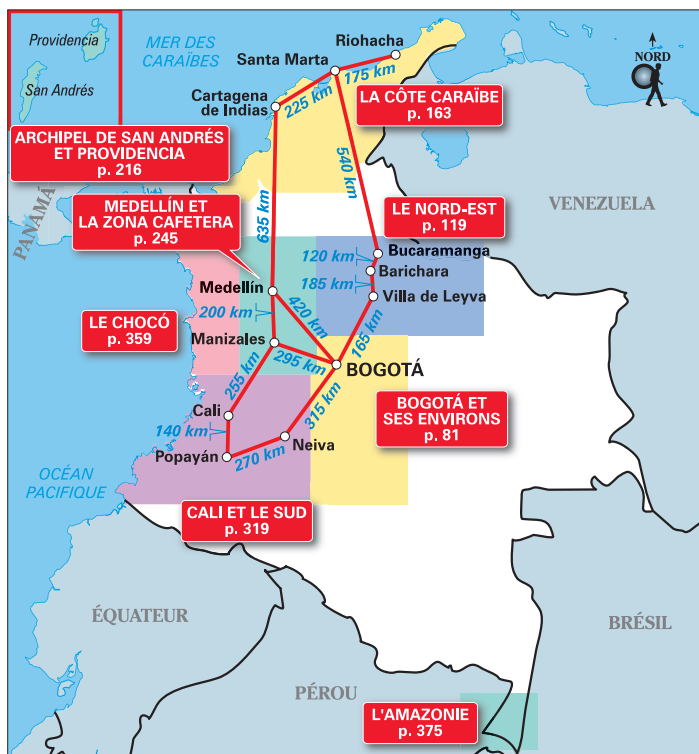 Providencia
San Andrés
MER DES
CARAÏBES
Riohacha
Santa Marta
NORD
175 km
225 km
Cartagena
de Indias
LA CÔTE CARAÏBE
p. 163
ARCHIPEL DE SAN ANDRÉS
ET PROVIDENCIA
p. 216
540 km
PANAMÁ
MEDELLÍN ET
LA ZONA CAFETERA
p. 245
635 km
LE NORD-EST
p. 119
VENEZUELA
Bucaramanga
120 km
Barichara
185 km
Medellín
Villa de Leyva
200 km
420 km
LE CHOCÓ
p. 359
Manizales
165 km
295 km
BOGOTÁ
255 km
Cali
315 km
BOGOTÁ ET
SES ENVIRONS
p. 81
140 km
Neiva
Popayán
270 km
OCÉAN
PACIFIQUE
CALI ET LE SUD
p. 319
ÉQUATEUR
BRÉSIL
PÉROU
L'AMAZONIE
p. 375